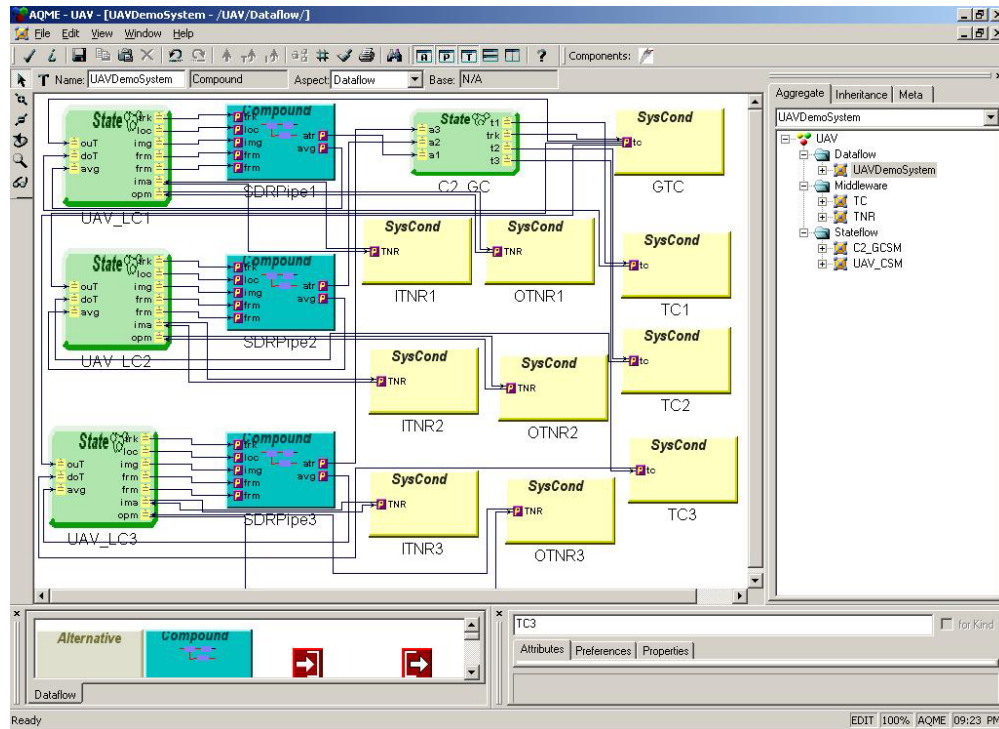 AQME - UAV - [UAVDemoSystem - /UAV/Dataflow/]
File Edit View Window Help
A P T ? Components:
T Name: UAVDemoSystem Compound Aspect: Dataflow Base: N/A
Aggregate Inheritance Meta
UAVDemoSystem
UAV
Dataflow
UAVDemoSystem
Middleware
TC
TNR
Stateflow
C2_GCSM
UAV_CSM
State
trk
loc
ouT img
doT frm
avg frm
ima
opm
UAV_LC1
Compound
trk
loc
img atr P
frm avg P
frm
SDRPipe1
State
t1
a3 trk
a2 t2
a1 t3
C2_GC
SysCond
P tc
GTC
SysCond
P TNR
ITNR1
SysCond
P TNR
OTNR1
SysCond
P tc
TC1
State
trk
loc
ouT img
doT frm
avg frm
ima
opm
UAV_LC2
Compound
trk
loc
img atr P
frm avg P
frm
SDRPipe2
SysCond
P TNR
ITNR2
SysCond
P TNR
OTNR2
SysCond
P tc
TC2
State
trk
loc
ouT img
doT frm
avg frm
ima
opm
UAV_LC3
Compound
trk
loc
img atr P
frm avg P
frm
SDRPipe3
SysCond
P TNR
ITNR3
SysCond
P TNR
OTNR3
SysCond
P tc
TC3
Alternative
Compound
Dataflow
TC3 for Kind
Attributes Preferences Properties
Ready EDIT 100% AQME 09:23 PM